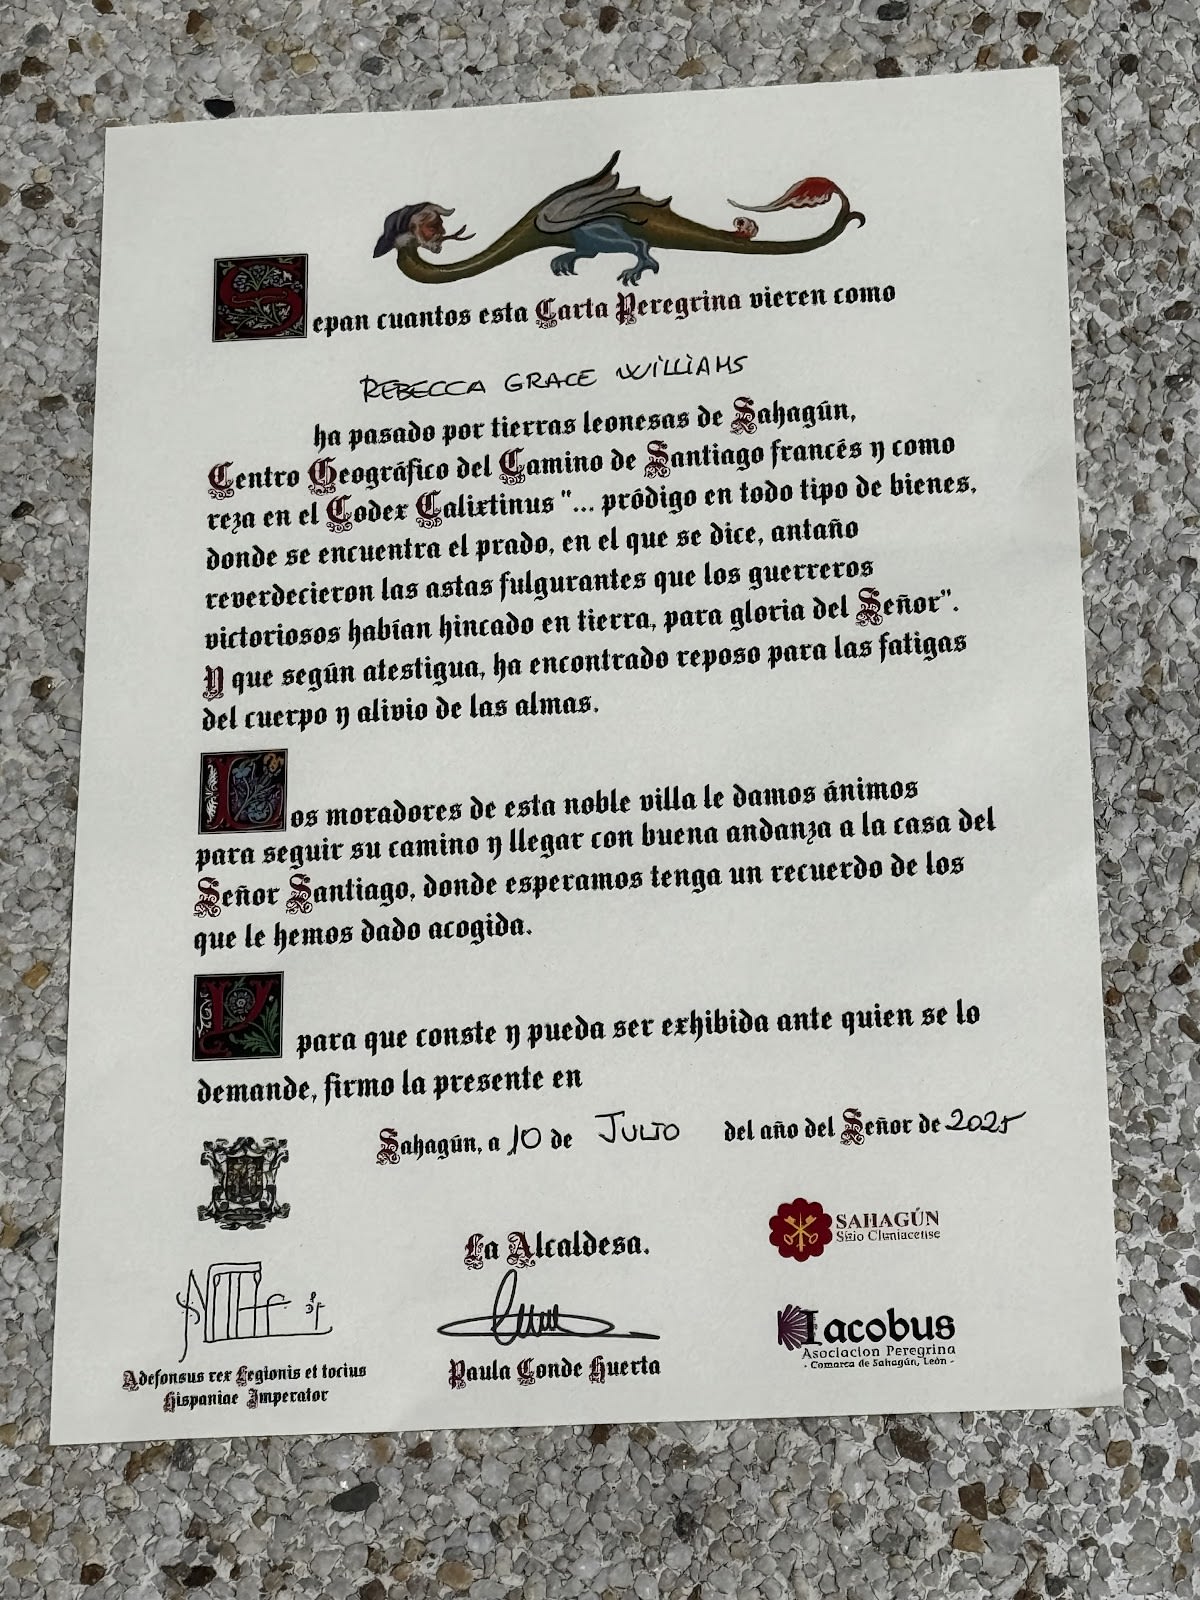 Sepan cuantos esta Carta Peregrina vieren como
REBECCA GRACE WILLIAMS
ha pasado por tierras leonesas de Sahagún,
Centro Geográfico del Camino de Santiago francés y como
reza en el Codex Calixtinus "... pródigo en todo tipo de bienes,
donde se encuentra el prado, en el que se dice, antaño
reverdecieron las astas fulgurantes que los guerreros
victoriosos habían hincado en tierra, para gloria del Señor".
Y que según atestigua, ha encontrado reposo para las fatigas
del cuerpo y alivio de las almas.
Los moradores de esta noble villa le damos ánimos
para seguir su camino y llegar con buena andanza a la casa del
Señor Santiago, donde esperamos tenga un recuerdo de los
que le hemos dado acogida.
Y para que conste y pueda ser exhibida ante quien se lo
demande, firmo la presente en
Sahagún, a 10 de JULIO del año del Señor de 2025
La Alcaldesa.
SAHAGÚN
Sitio Cluniacense
Iacobus
Asociacion Peregrina
- Comarca de Sahagún, León -
Paula Conde Huerta
Adefonsus rex Legionis et tocius
Hispaniae Imperator